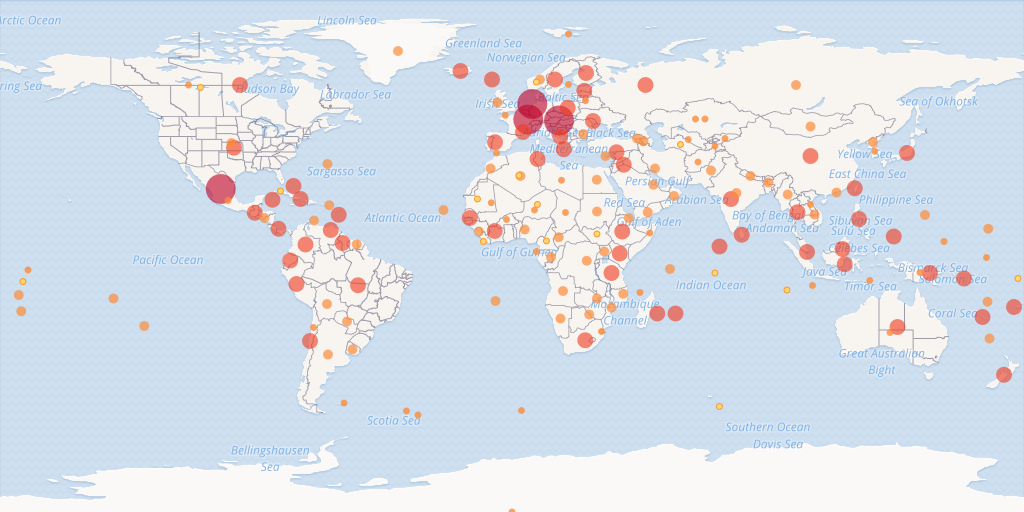 Arctic Ocean
Lincoln Sea
Greenland Sea
Norwegian Sea
ring Sea
Hudson Bay
Labrador Sea
Baltic
Sea of Okhotsk
Black Sea
Mediterranean
Sea
Yellow Sea
East China Sea
Sargasso Sea
Persian Gulf
Arabian Sea
Red Sea
Philippine Sea
Atlantic Ocean
Gulf of Aden
Bay of Bengal
Andaman Sea
Sibuyan
Sea
Sulu Sea
Celebes Sea
Gulf of Guinea
Pacific Ocean
Java Sea
Bismarck Sea
Solomon Sea
Indian Ocean
Timor Sea
Mozambique
Channel
Coral Sea
Great Australian
Bight
Scotia Sea
Southern Ocean
Davis Sea
Bellingshausen
Sea